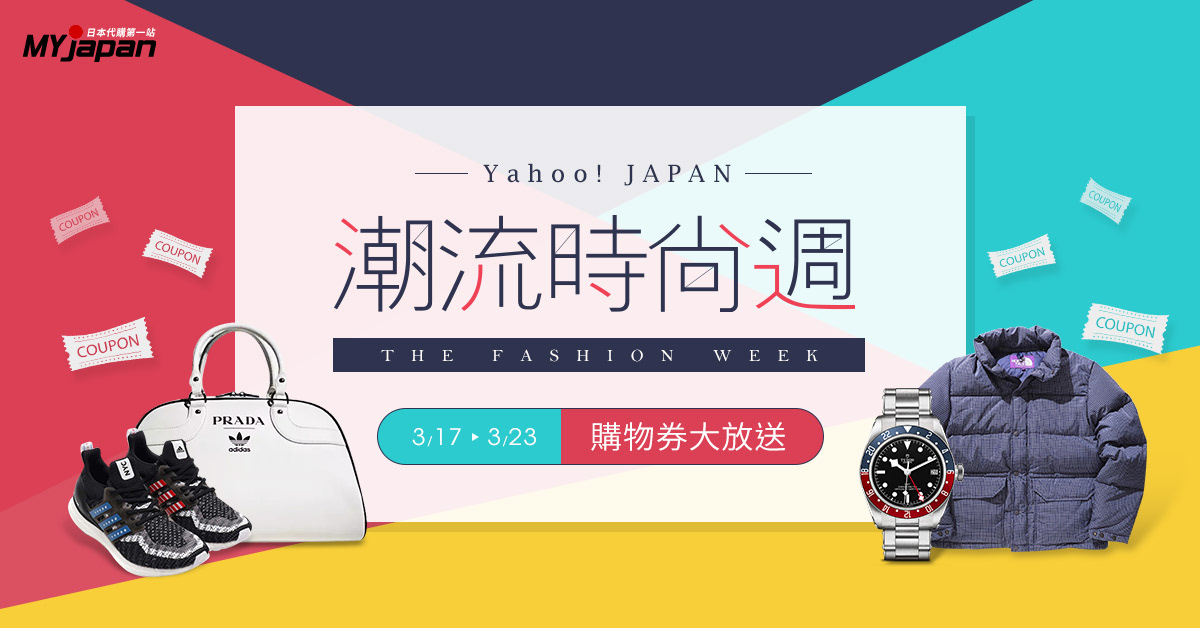 日本代購第一站
MYjapan
Yahoo! JAPAN
潮流時尚週
THE FASHION WEEK
3/17 ▸ 3/23
購物券大放送
COUPON
COUPON
COUPON
COUPON
COUPON
COUPON
PRADA
adidas
NYC